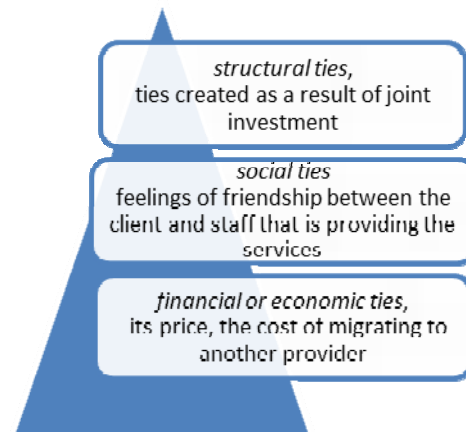 structural ties,
ties created as a result of joint
investment
social ties
feelings of friendship between the
client and staff that is providing the
services
financial or economic ties,
its price, the cost of migrating to
another provider